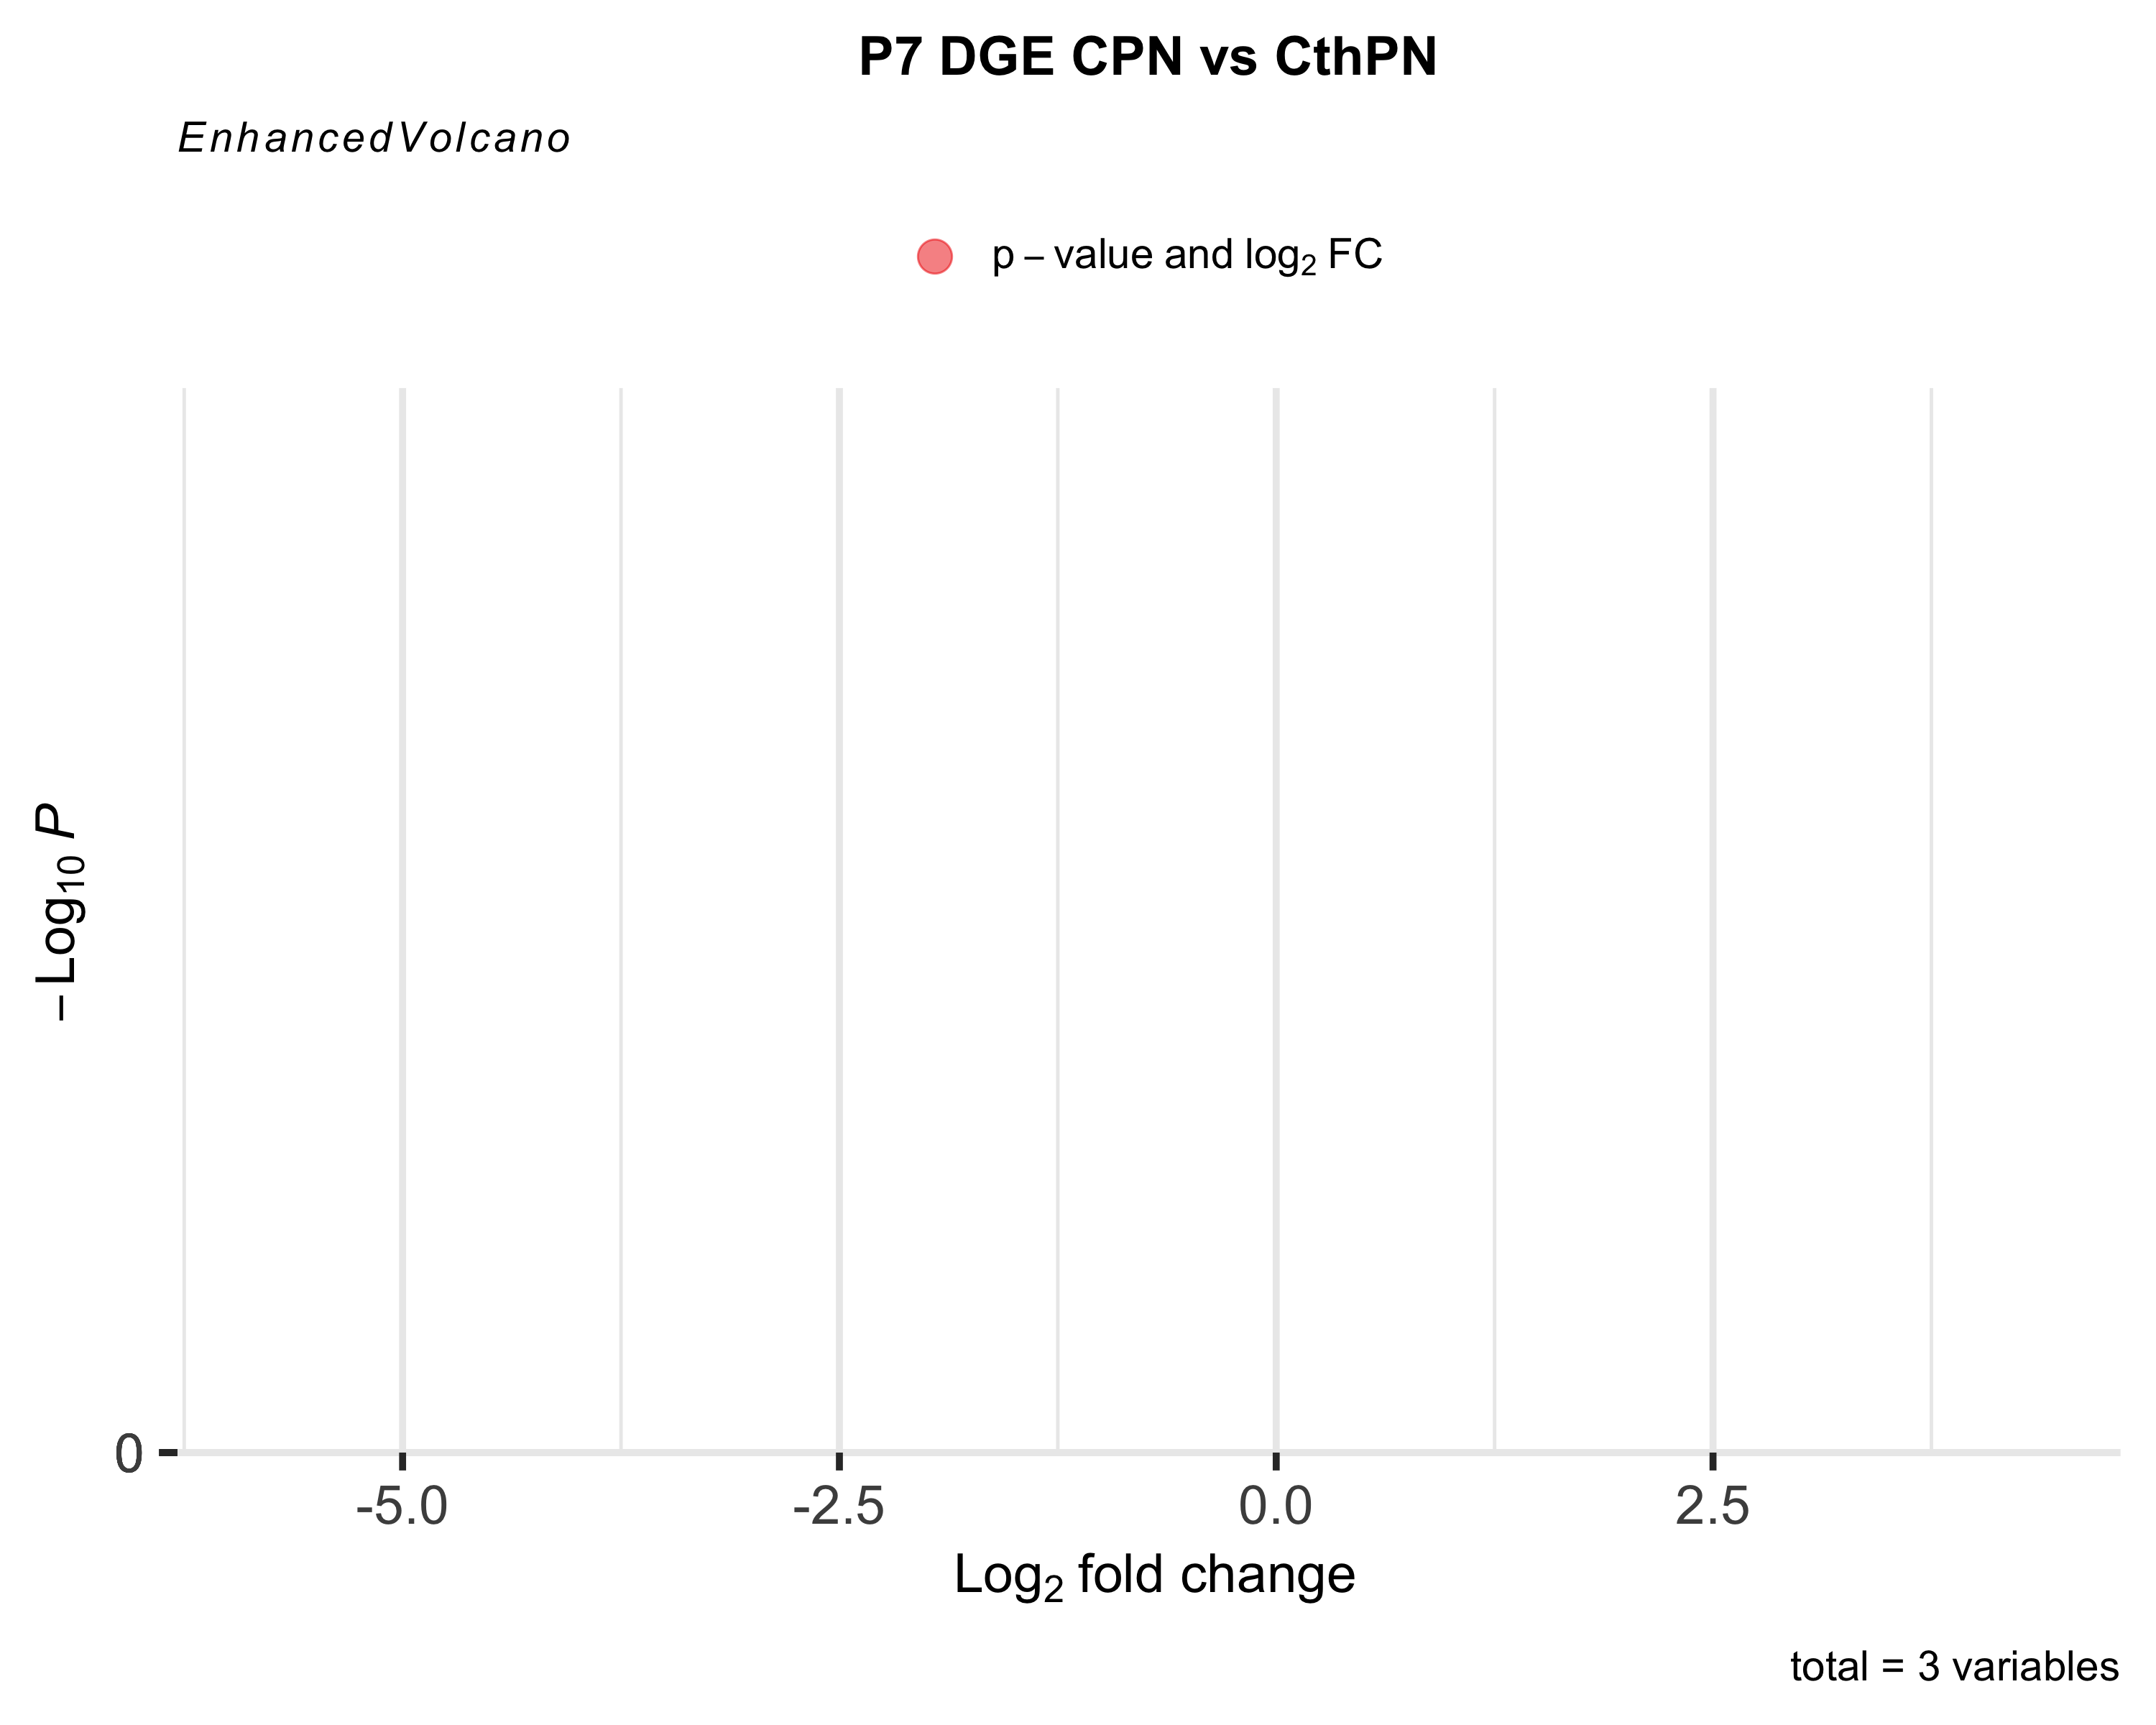 P7 DGE CPN vs CthPN
EnhancedVolcano
p – value and log₂ FC
– Log₁₀ P
0
-5.0 -2.5 0.0 2.5
Log₂ fold change
total = 3 variables